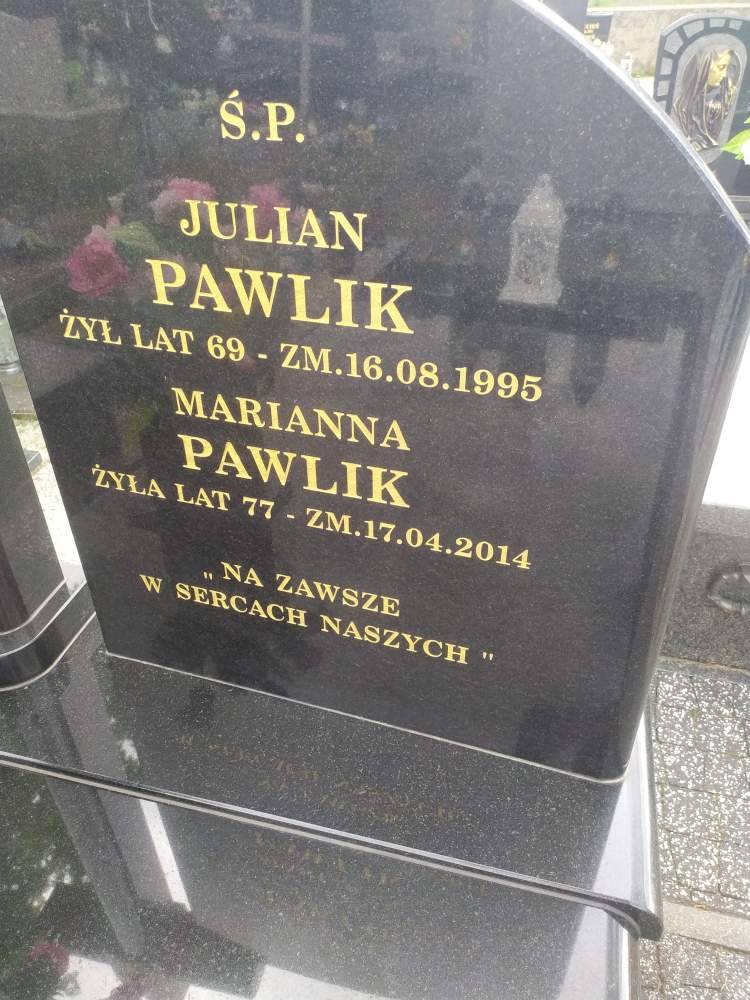 Ś.P.
JULIAN
PAWLIK
ŻYŁ LAT 69 - ZM.16.08.1995
MARIANNA
PAWLIK
ŻYŁA LAT 77 - ZM.17.04.2014
„NA ZAWSZE
W SERCACH NASZYCH"